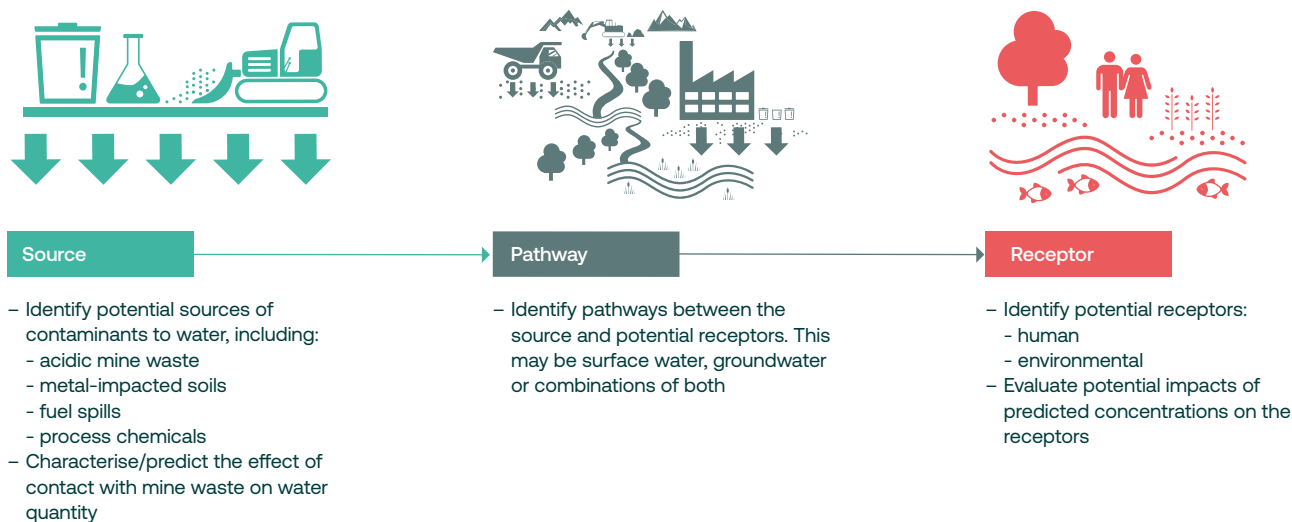 Source
– Identify potential sources of
contaminants to water, including:
- acidic mine waste
- metal-impacted soils
- fuel spills
- process chemicals
– Characterise/predict the effect of
contact with mine waste on water
quantity
Pathway
– Identify pathways between the
source and potential receptors. This
may be surface water, groundwater
or combinations of both
Receptor
– Identify potential receptors:
- human
- environmental
– Evaluate potential impacts of
predicted concentrations on the
receptors